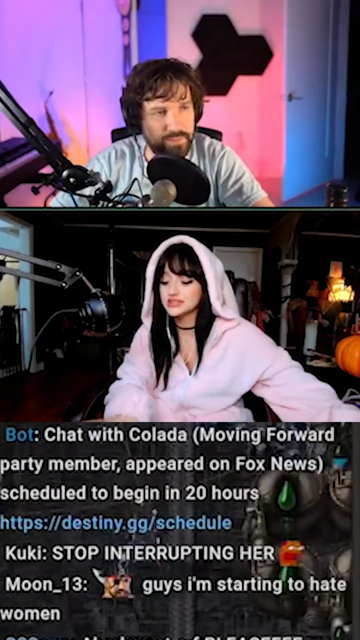 Bot: Chat with Colada (Moving Forward
party member, appeared on Fox News)
scheduled to begin in 20 hours
https://destiny.gg/schedule
Kuki: STOP INTERRUPTING HER
Moon_13: guys i'm starting to hate
women